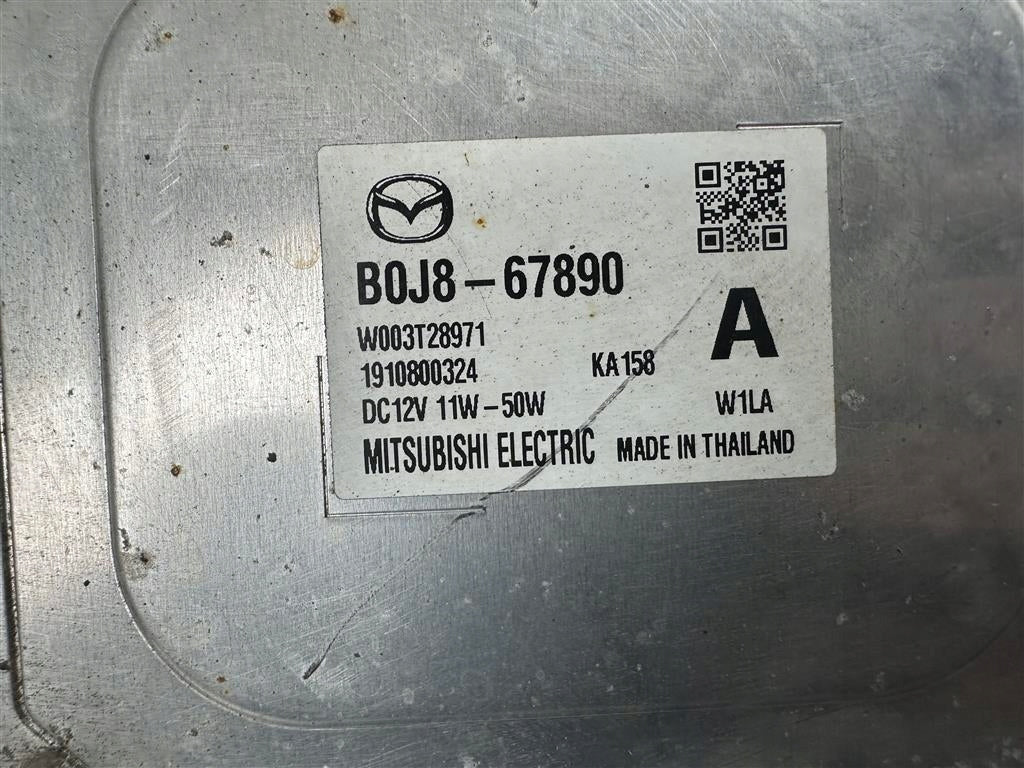 B0J8-67890
W003T28971
1910800324 KA158
A
DC12V 11W-50W W1LA
MITSUBISHI ELECTRIC MADE IN THAILAND